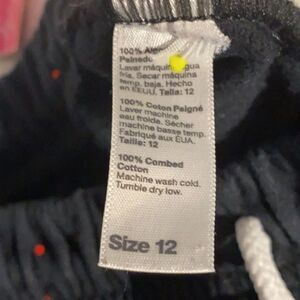 100% Algodón
Peinado
Lavar máquina agua
fría. Secar máquina
temp. baja. Hecho
en EEUU. Talla: 12
100% Coton Peigné
Laver machine
eau froide. Sécher
machine basse temp.
Fabriqué aux ÉUA.
Taille: 12
100% Combed
Cotton
Machine wash cold.
Tumble dry low.
Size 12